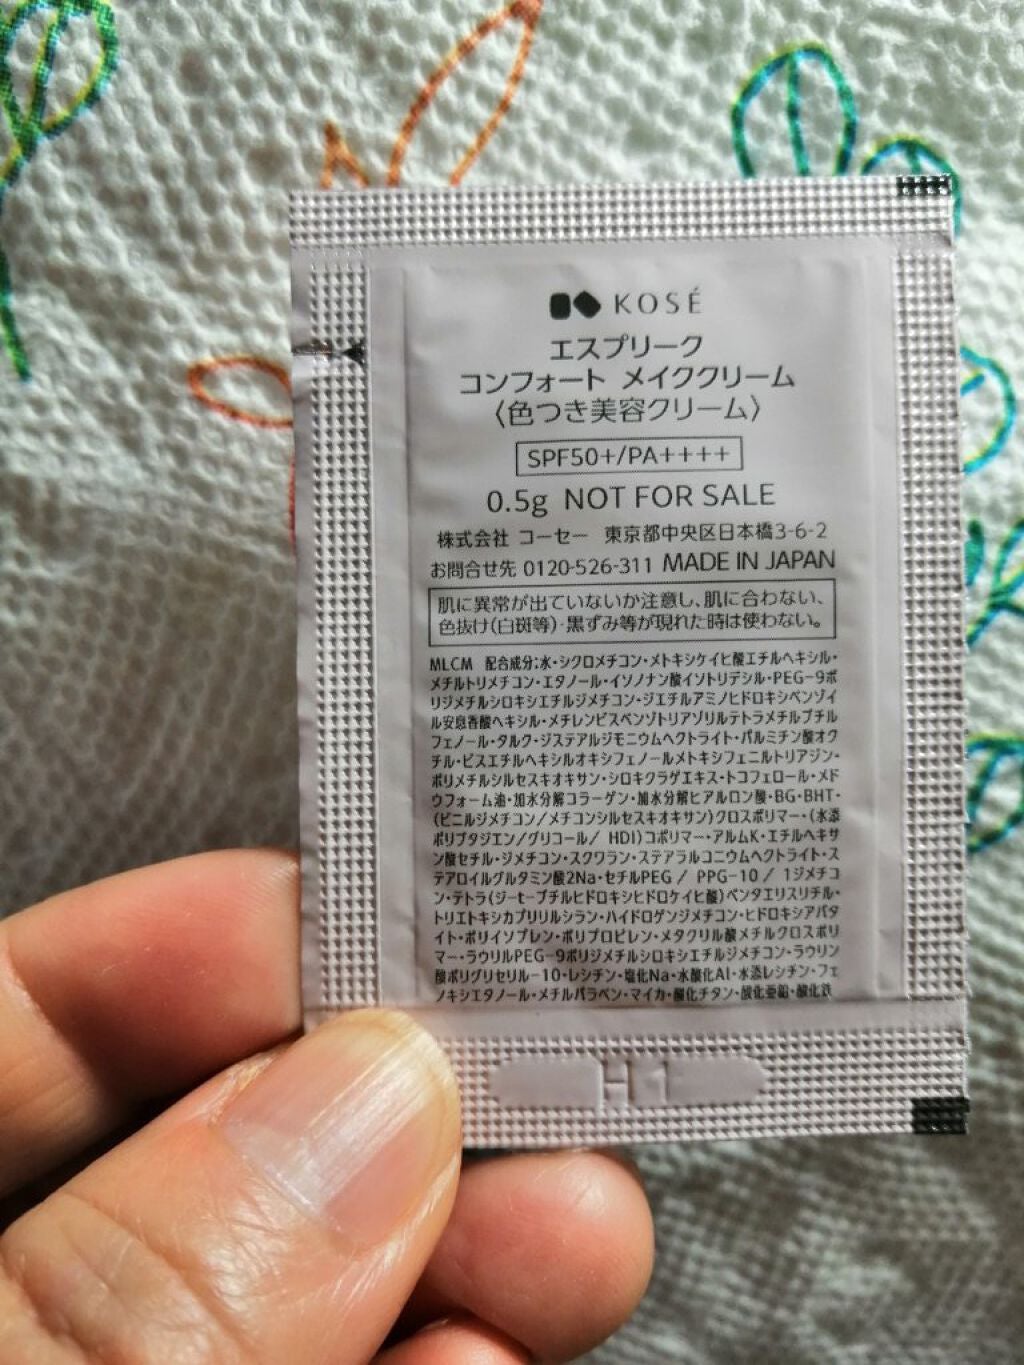 KOSÉ
エスプリーク
コンフォート メイククリーム
〈色つき美容クリーム〉
SPF50+/PA++++
0.5g NOT FOR SALE
株式会社 コーセー 東京都中央区日本橋3-6-2
お問合せ先 0120-526-311 MADE IN JAPAN
肌に異常が出ていないか注意し、肌に合わない、
色抜け(白斑等)・黒ずみ等が現れた時は使わない。
MLCM 配合成分:水・シクロメチコン・メトキシケイヒ酸エチルヘキシル・
メチルトリメチコン・エタノール・イソノナン酸イソトリデシル・PEG-9ポ
リジメチルシロキシエチルジメチコン・ジエチルアミノヒドロキシベンゾイ
ル安息香酸ヘキシル・メチレンビスベンゾトリアゾリルテトラメチルブチル
フェノール・タルク・ジステアルジモニウムヘクトライト・パルミチン酸オク
チル・ビスエチルヘキシルオキシフェノールメトキシフェニルトリアジン・
ポリメチルシルセスキオキサン・シロキクラゲエキス・トコフェロール・メド
ウフォーム油・加水分解コラーゲン・加水分解ヒアルロン酸・BG・BHT・
(ビニルジメチコン/メチコンシルセスキオキサン)クロスポリマー・(水添
ポリブタジエン/グリコール/ HDI)コポリマー・アルムK・エチルヘキサ
ン酸セチル・ジメチコン・スクワラン・ステアラルコニウムヘクトライト・ス
テアロイルグルタミン酸2Na・セチルPEG / PPG-10 / 1ジメチコ
ン・テトラ(ジ-t-ブチルヒドロキシヒドロケイヒ酸)ペンタエリスリチル・
トリエトキシカプリリルシラン・ハイドロゲンジメチコン・ヒドロキシアパタ
イト・ポリイソプレン・ポリプロピレン・メタクリル酸メチルクロスポリ
マー・ラウリルPEG-9ポリジメチルシロキシエチルジメチコン・ラウリン
酸ポリグリセリル-10・レシチン・塩化Na・水酸化Al・水添レシチン・フェ
ノキシエタノール・メチルパラベン・マイカ・酸化チタン・酸化亜鉛・酸化鉄
H1